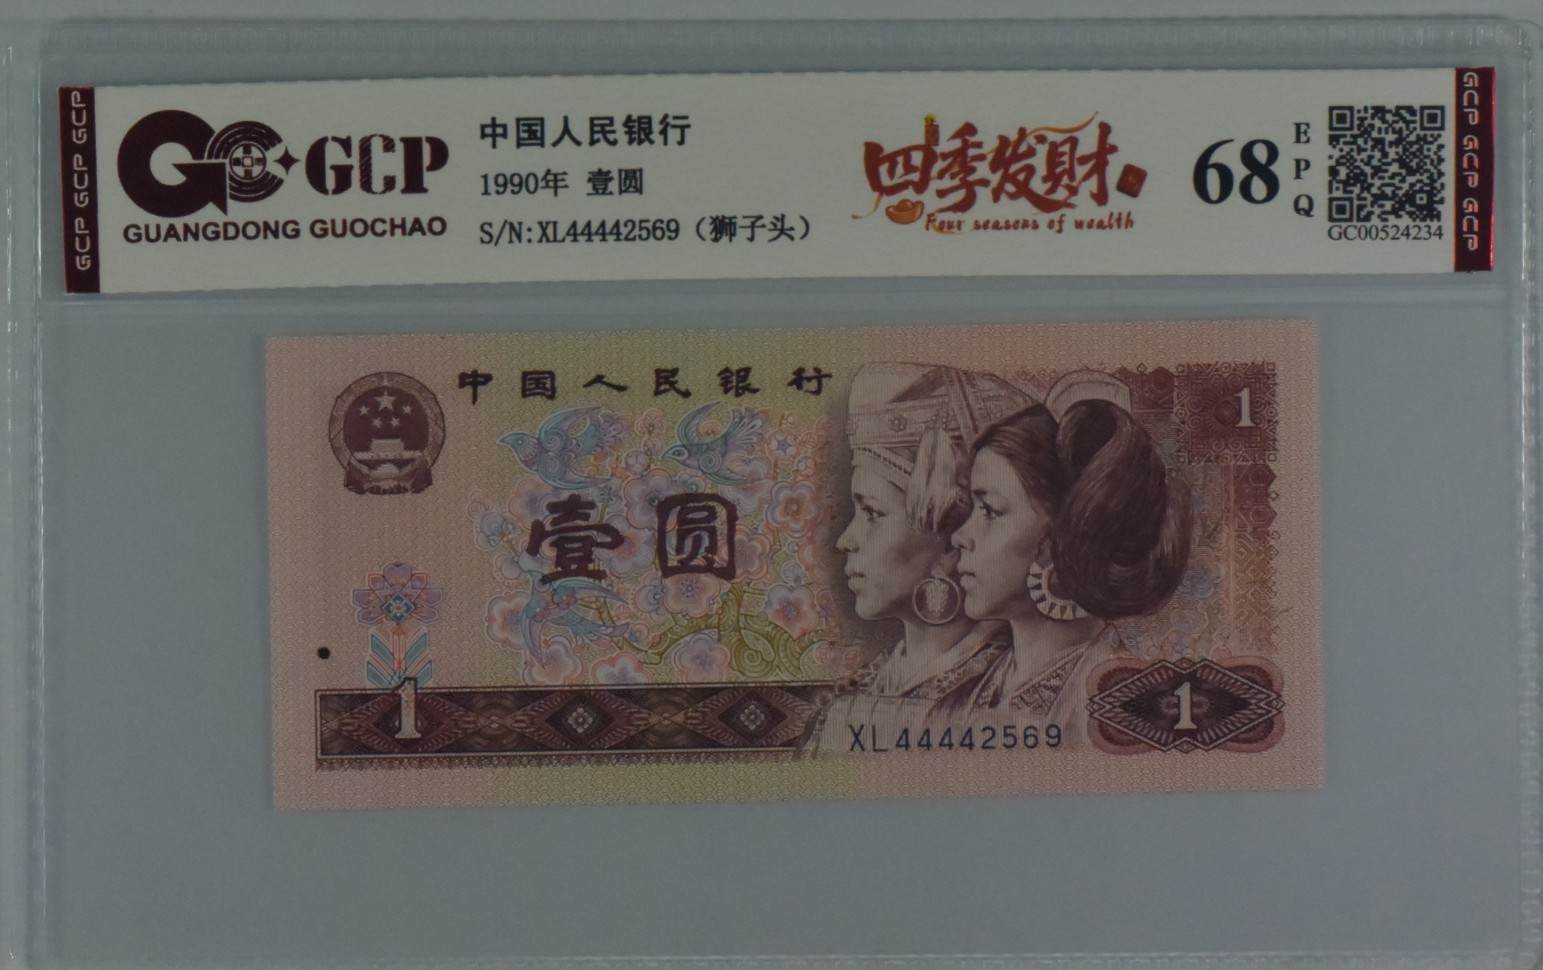 GCP GCP GCP
GCP
GUANGDONG GUOCHAO
中国人民银行
1990年 壹圆
S/N:XL44442569（狮子头）
四季发财
Four seasons of wealth
68
EPQ
GC00524234
GCP GCP GCP
中国人民银行
1
壹圆
1
1
XL44442569